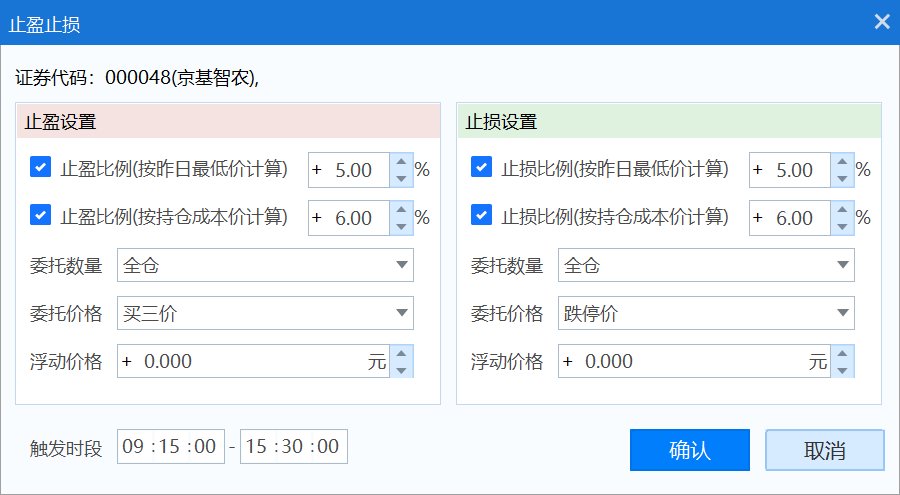 止盈止损
证券代码：000048(京基智农),
止盈设置
止盈比例(按昨日最低价计算) + 5.00 %
止盈比例(按持仓成本价计算) + 6.00 %
委托数量 全仓
委托价格 买三价
浮动价格 + 0.000 元
止损设置
止损比例(按昨日最低价计算) + 5.00 %
止损比例(按持仓成本价计算) + 6.00 %
委托数量 全仓
委托价格 跌停价
浮动价格 + 0.000 元
触发时段 09 :15 :00 - 15 :30 :00
确认 取消